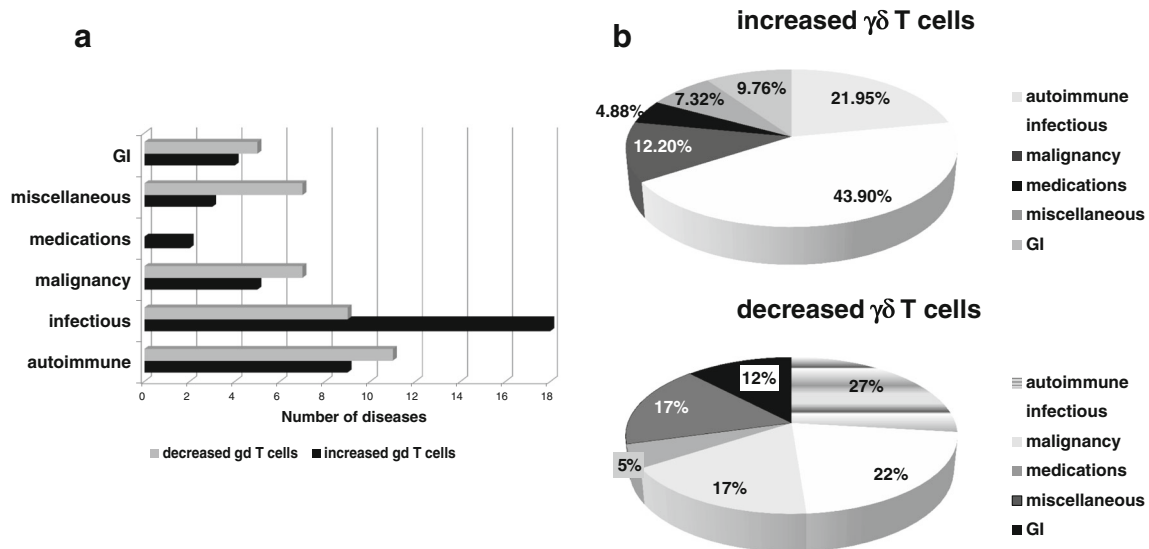 a
GI
miscellaneous
medications
malignancy
infectious
autoimmune
0 2 4 6 8 10 12 14 16 18
Number of diseases
decreased gd T cells increased gd T cells
b
increased γδ T cells
9.76%
21.95%
7.32%
4.88%
12.20%
43.90%
autoimmune
infectious
malignancy
medications
miscellaneous
GI
decreased γδ T cells
12%
27%
17%
5%
17%
22%
autoimmune
infectious
malignancy
medications
miscellaneous
GI